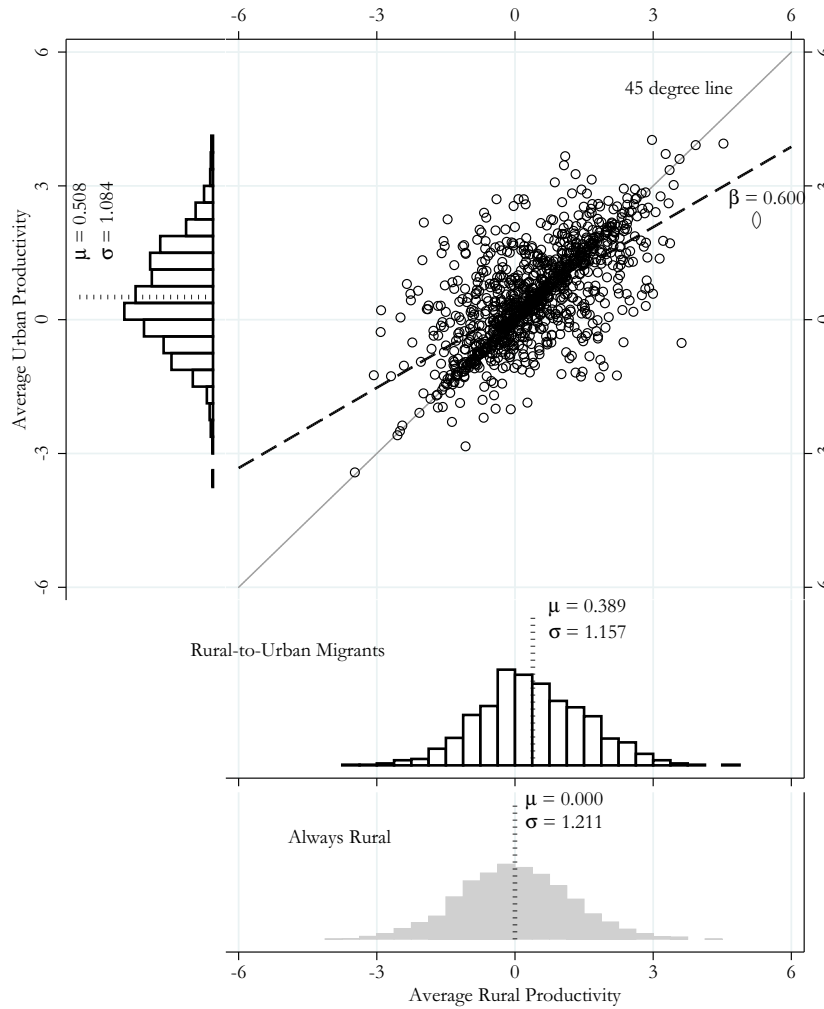 -6 -3 0 3 6
6
3
0
-3
-6
Average Urban Productivity
μ = 0.508
σ = 1.084
45 degree line
β = 0.600
()
μ = 0.389
σ = 1.157
Rural-to-Urban Migrants
μ = 0.000
σ = 1.211
Always Rural
-6 -3 0 3 6
Average Rural Productivity